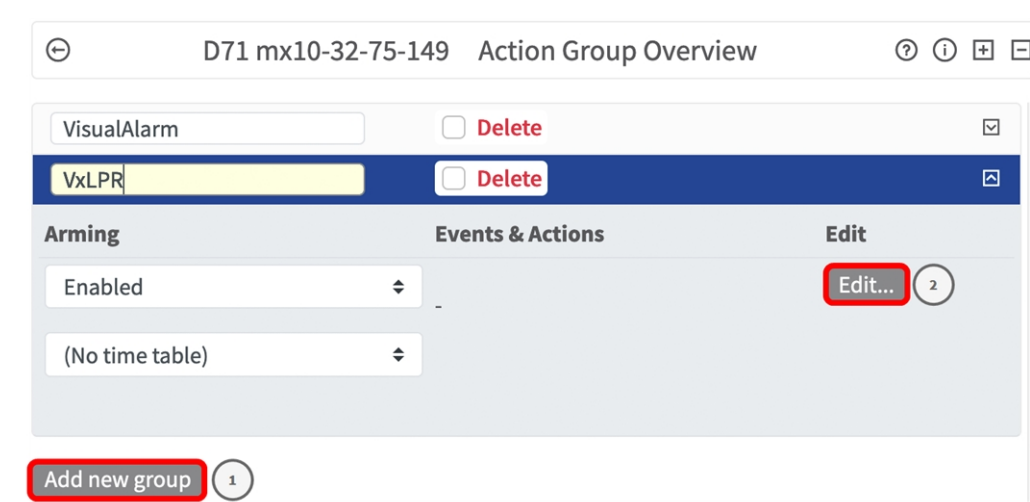 D71 mx10-32-75-149 Action Group Overview
VisualAlarm Delete
VxLPR Delete
Arming Events & Actions Edit
Enabled - Edit... 2
(No time table)
Add new group 1